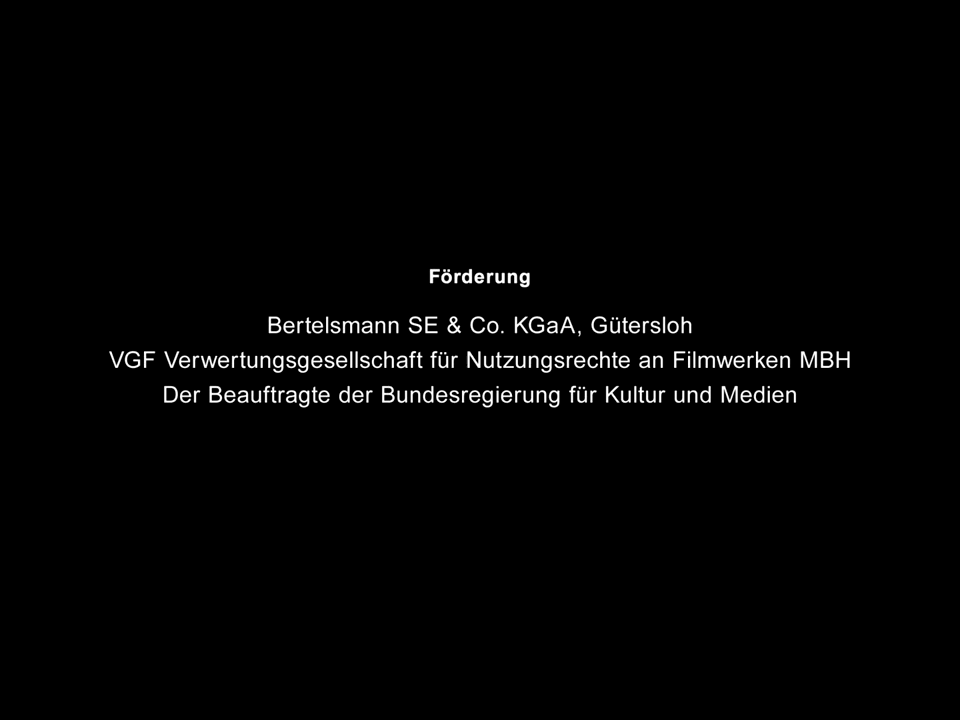 Förderung
Bertelsmann SE & Co. KGaA, Gütersloh
VGF Verwertungsgesellschaft für Nutzungsrechte an Filmwerken MBH
Der Beauftragte der Bundesregierung für Kultur und Medien